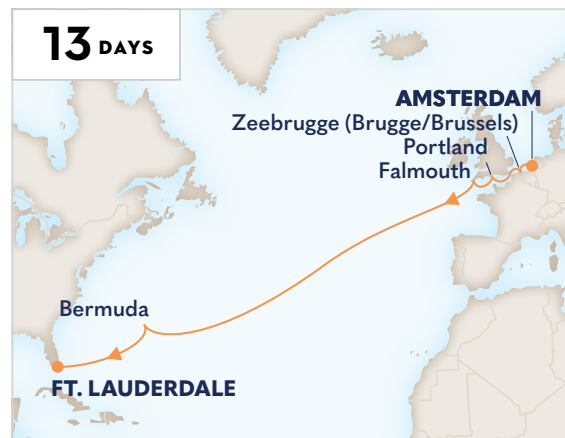 13 DAYS
AMSTERDAM
Zeebrugge (Brugge/Brussels)
Portland
Falmouth
Bermuda
FT. LAUDERDALE